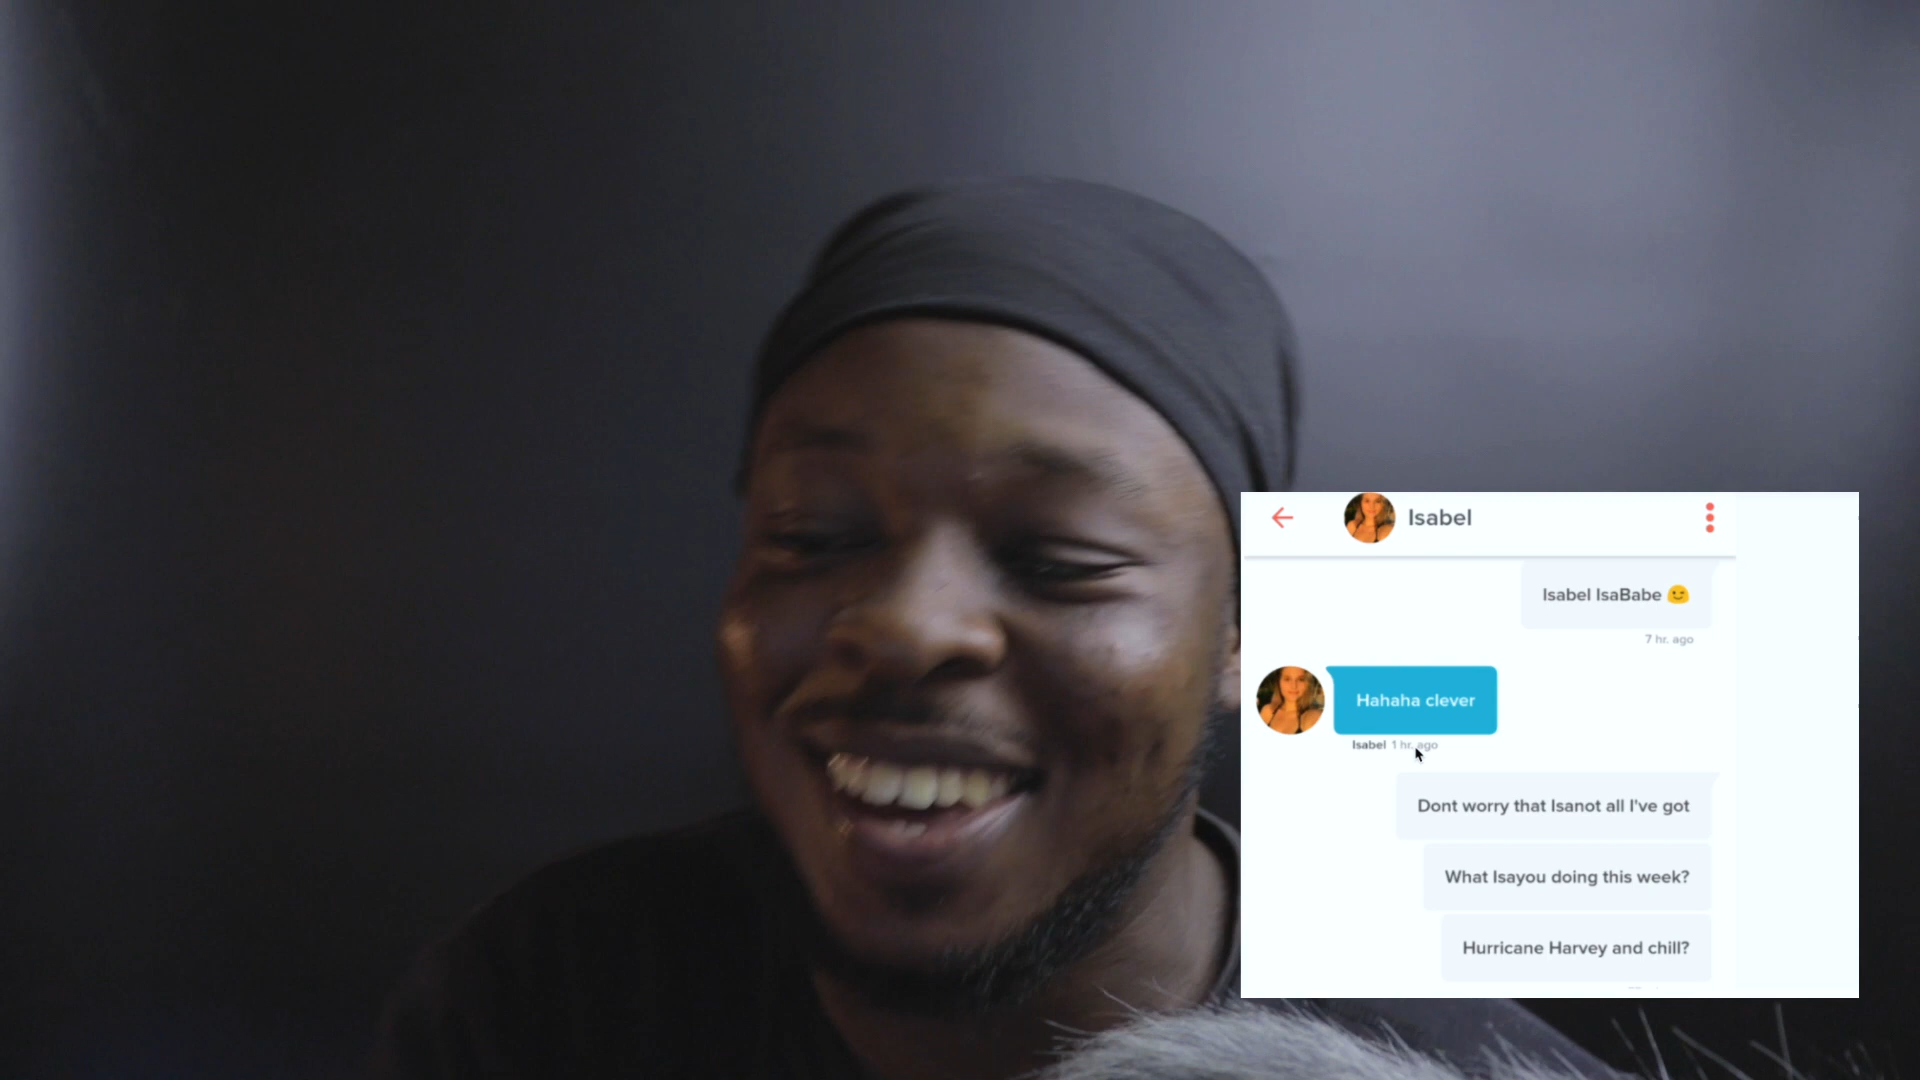 Isabel
Isabel IsaBabe 😉
7 hr. ago
Hahaha clever
Isabel 1 hr. ago
Dont worry that Isanot all I've got
What Isayou doing this week?
Hurricane Harvey and chill?